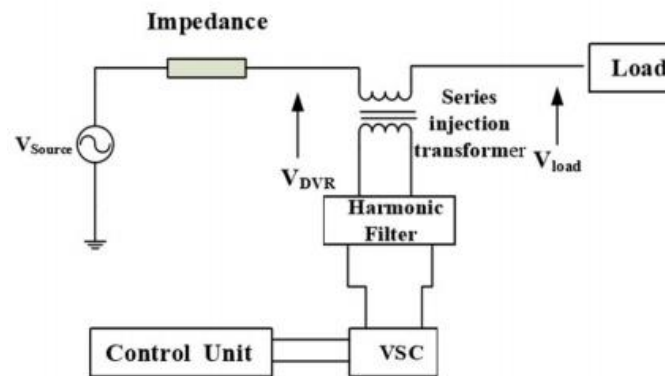 Impedance
Load
V_Source
Series
injection
transformer
V_DVR
V_load
Harmonic
Filter
Control Unit
VSC